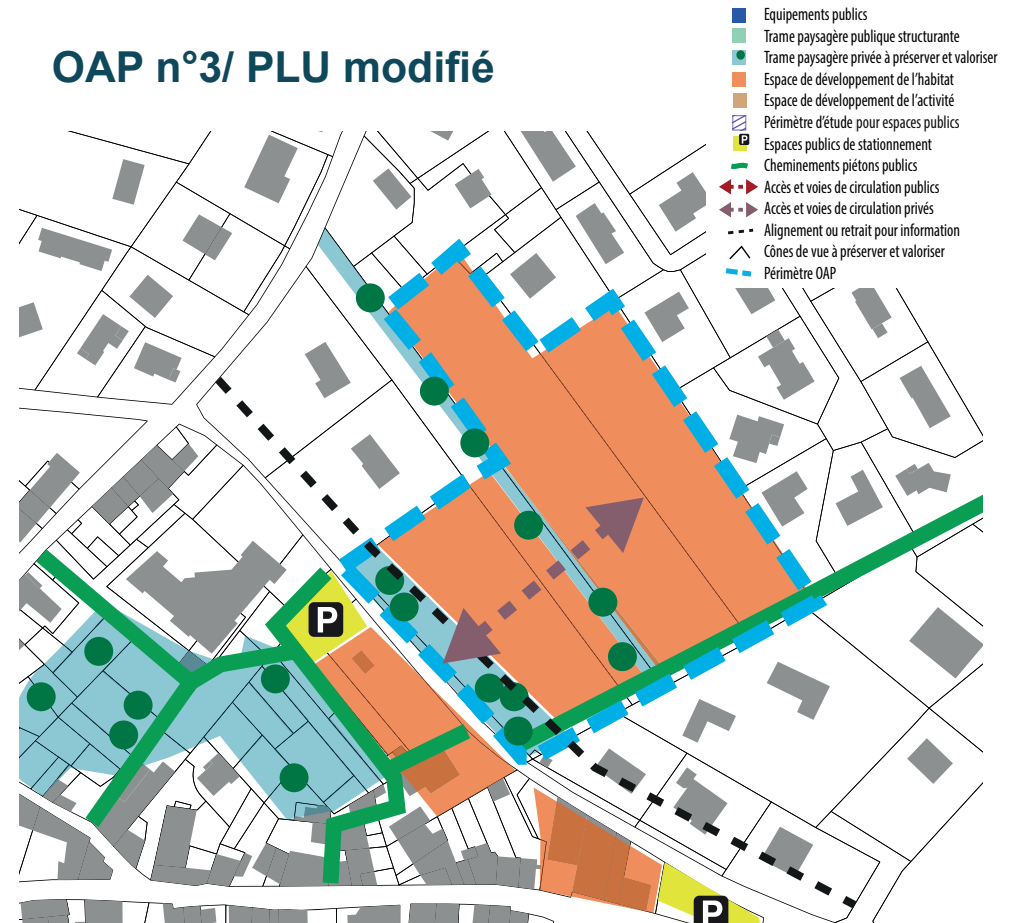 OAP n°3/ PLU modifié
Equipements publics
Trame paysagère publique structurante
Trame paysagère privée à préserver et valoriser
Espace de développement de l'habitat
Espace de développement de l'activité
Périmètre d'étude pour espaces publics
P
Espaces publics de stationnement
Cheminements piétons publics
Accès et voies de circulation publics
Accès et voies de circulation privés
Alignement ou retrait pour information
Cônes de vue à préserver et valoriser
Périmètre OAP
P
P